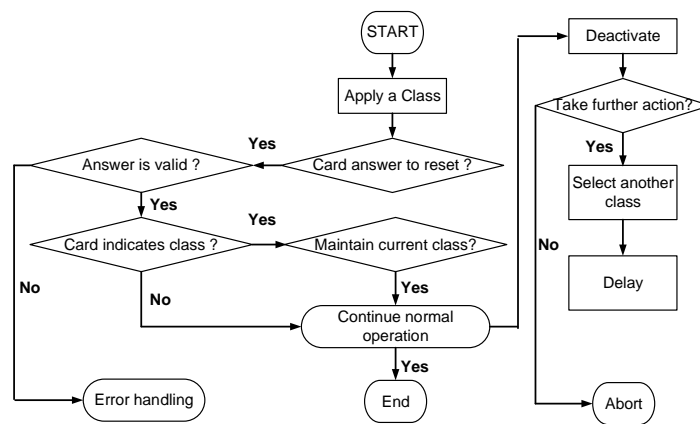 START
Apply a Class
Card answer to reset ?
Yes
Answer is valid ?
Yes
No
Card indicates class ?
Yes
No
Maintain current class?
Yes
Continue normal
operation
Yes
End
Error handling
Deactivate
Take further action?
Yes
No
Select another
class
Delay
Abort